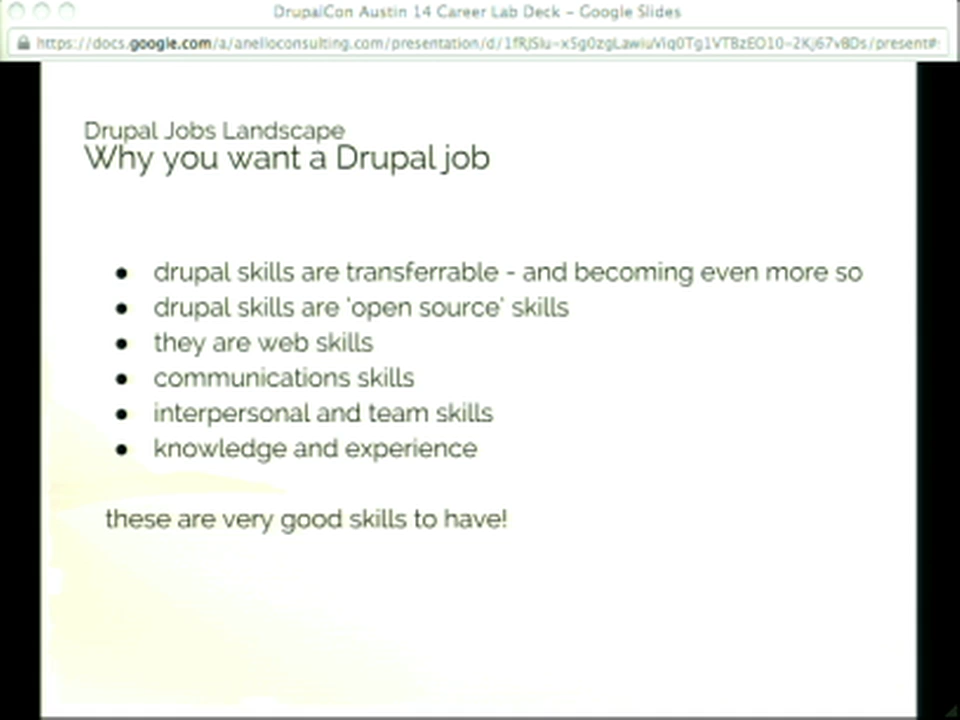 DrupalCon Austin 14 Career Lab Deck – Google Slides
Drupal Jobs Landscape
Why you want a Drupal job
● drupal skills are transferrable - and becoming even more so
● drupal skills are 'open source' skills
● they are web skills
● communications skills
● interpersonal and team skills
● knowledge and experience
these are very good skills to have!